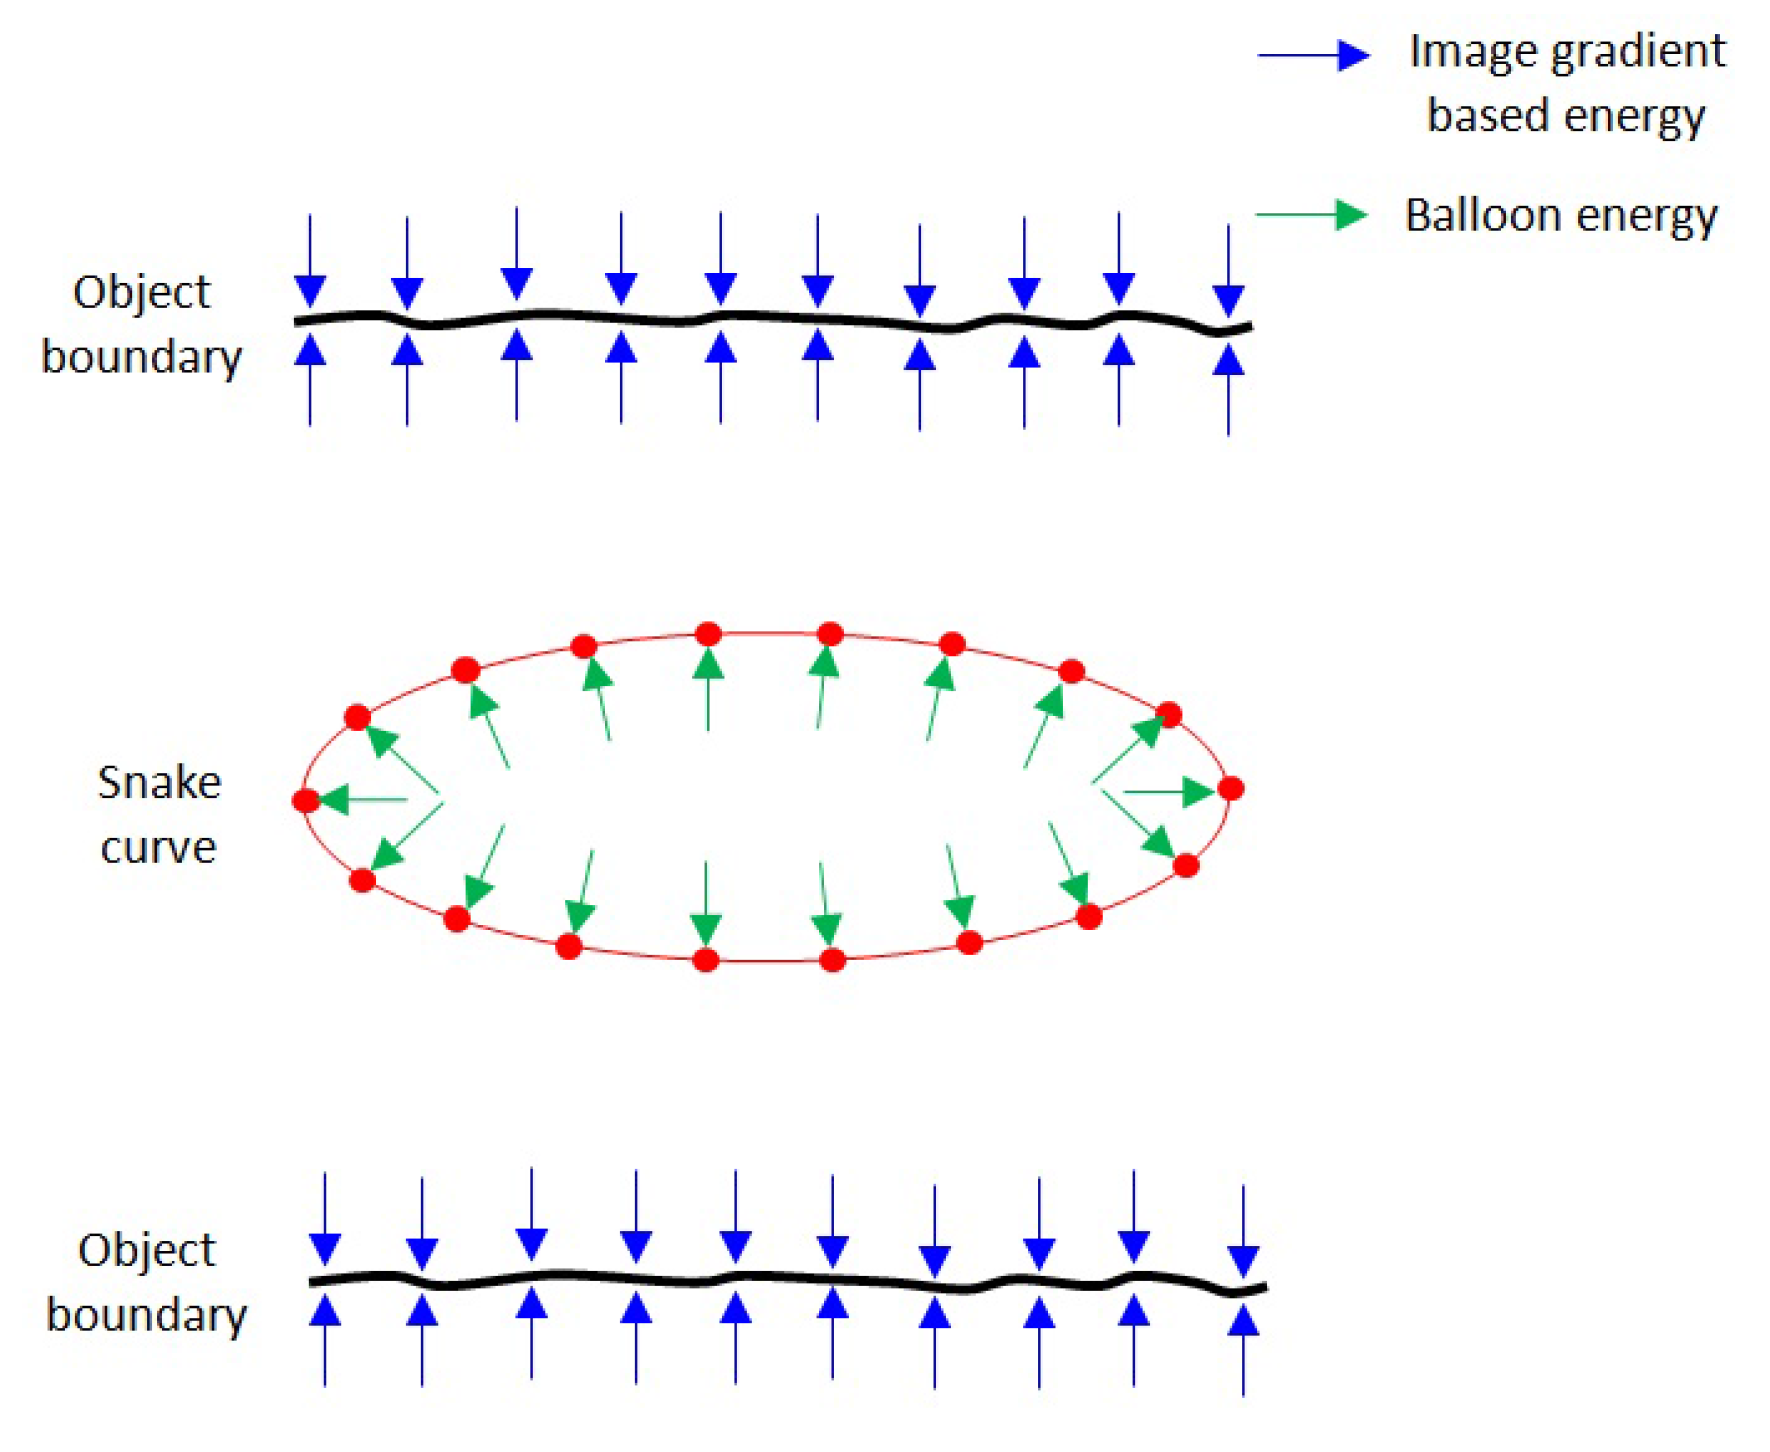 Image gradient
based energy
Balloon energy
Object
boundary
Snake
curve
Object
boundary